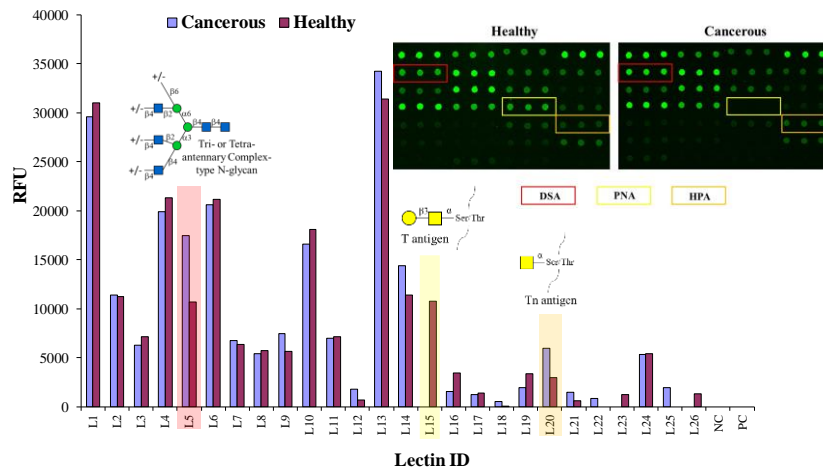 Cancerous Healthy
Healthy Cancerous
40000
35000
30000
25000
20000
15000
10000
5000
0
RFU
+/-
β6
+/-
β4 β2 α6
β4 β4
+/- β2 α3
β4
β4
+/-
β4
Tri- or Tetra-
antennary Complex-
type N-glycan
DSA PNA HPA
β3 α Ser/Thr
T antigen
α Ser/Thr
Tn antigen
L1 L2 L3 L4 L5 L6 L7 L8 L9 L10 L11 L12 L13 L14 L15 L16 L17 L18 L19 L20 L21 L22 L23 L24 L25 L26 NC PC
Lectin ID